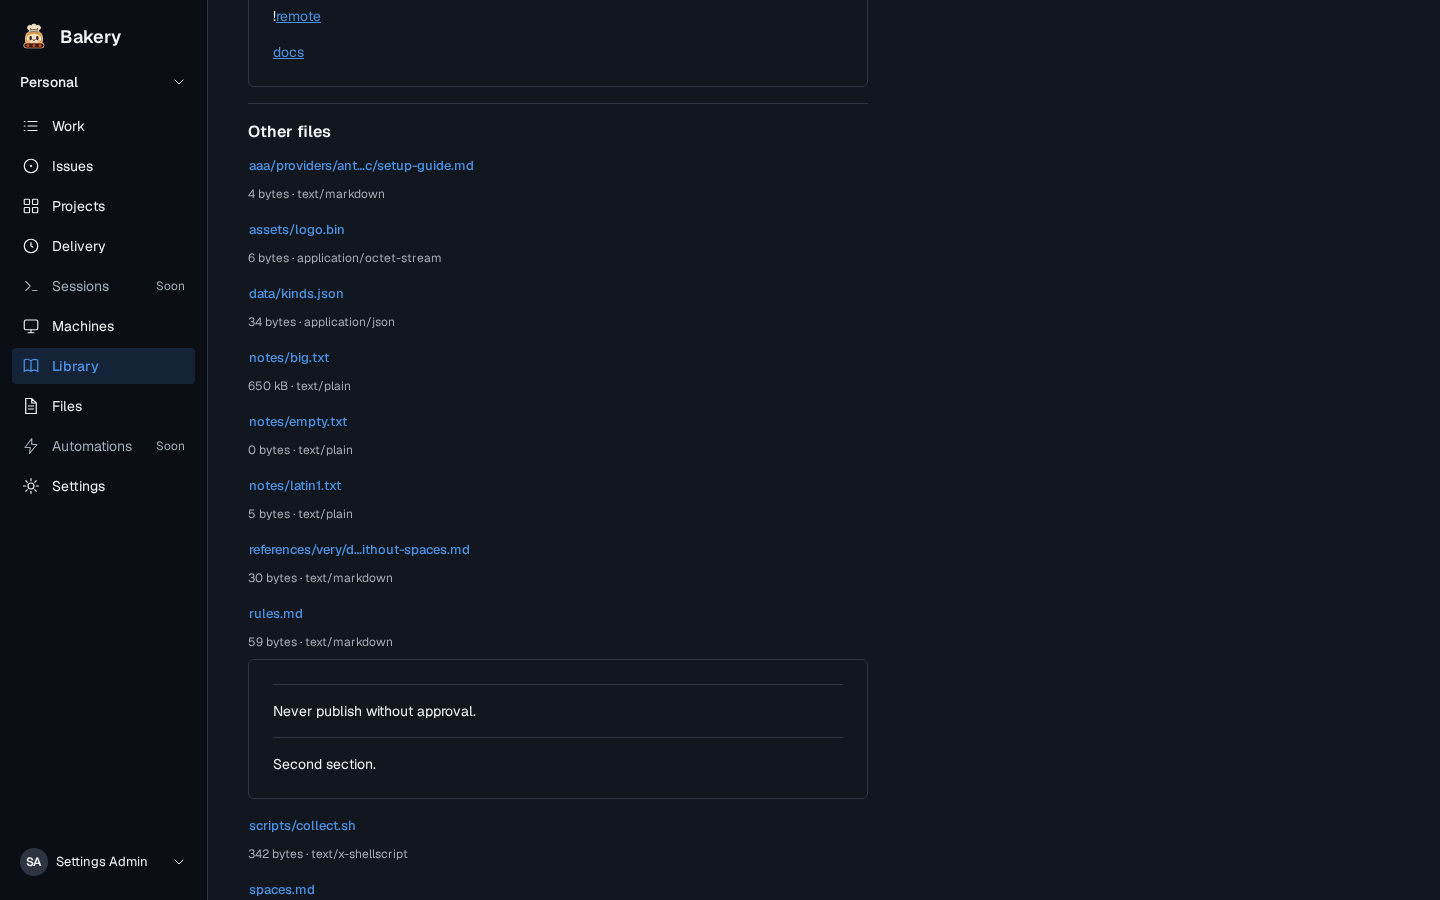 Bakery
Personal
Work
Issues
Projects
Delivery
Sessions Soon
Machines
Library
Files
Automations Soon
Settings
SA Settings Admin
!remote
docs
Other files
aaa/providers/ant…c/setup-guide.md
4 bytes · text/markdown
assets/logo.bin
6 bytes · application/octet-stream
data/kinds.json
34 bytes · application/json
notes/big.txt
650 kB · text/plain
notes/empty.txt
0 bytes · text/plain
notes/latin1.txt
5 bytes · text/plain
references/very/d…ithout-spaces.md
30 bytes · text/markdown
rules.md
59 bytes · text/markdown
Never publish without approval.
Second section.
scripts/collect.sh
342 bytes · text/x-shellscript
spaces.md